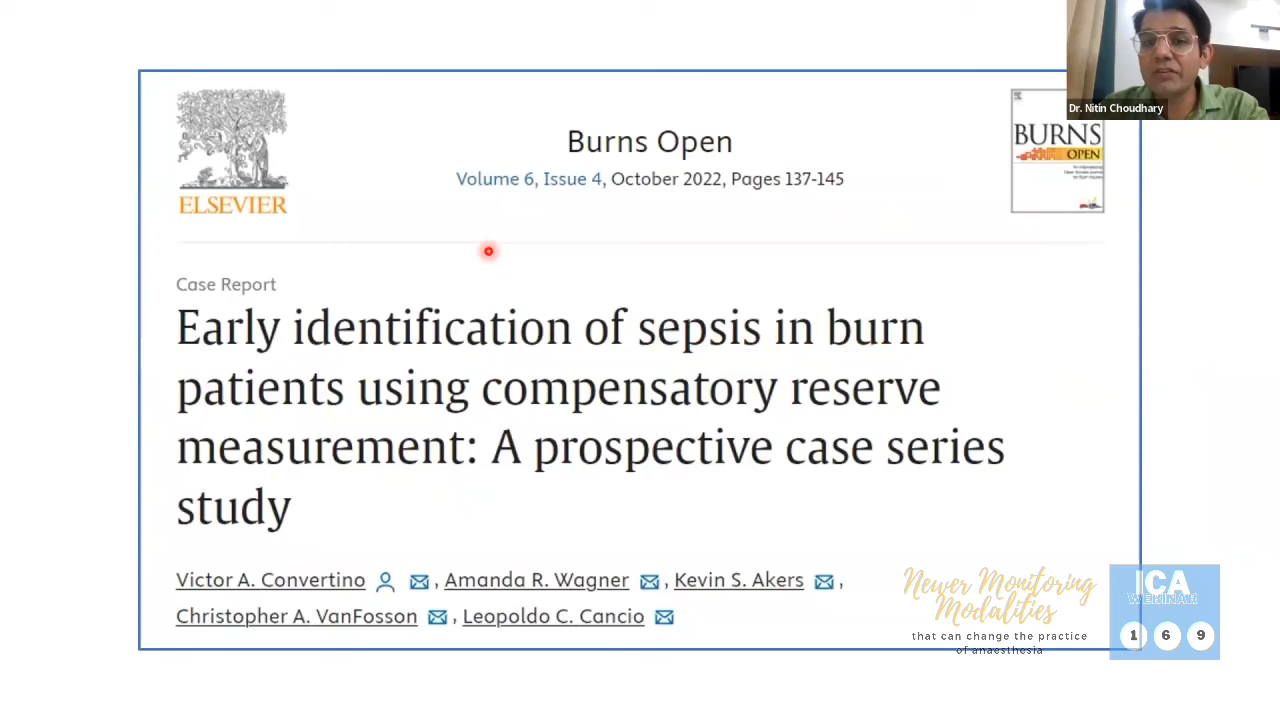 Dr. Nitin Choudhary
ELSEVIER
Burns Open
Volume 6, Issue 4, October 2022, Pages 137-145
BURNS
OPEN
Case Report
Early identification of sepsis in burn
patients using compensatory reserve
measurement: A prospective case series
study
Victor A. Convertino , Amanda R. Wagner , Kevin S. Akers ,
Christopher A. VanFosson , Leopoldo C. Cancio
Newer Monitoring
Modalities
that can change the practice
of anaesthesia
ICA
WEBINAR
1 6 9